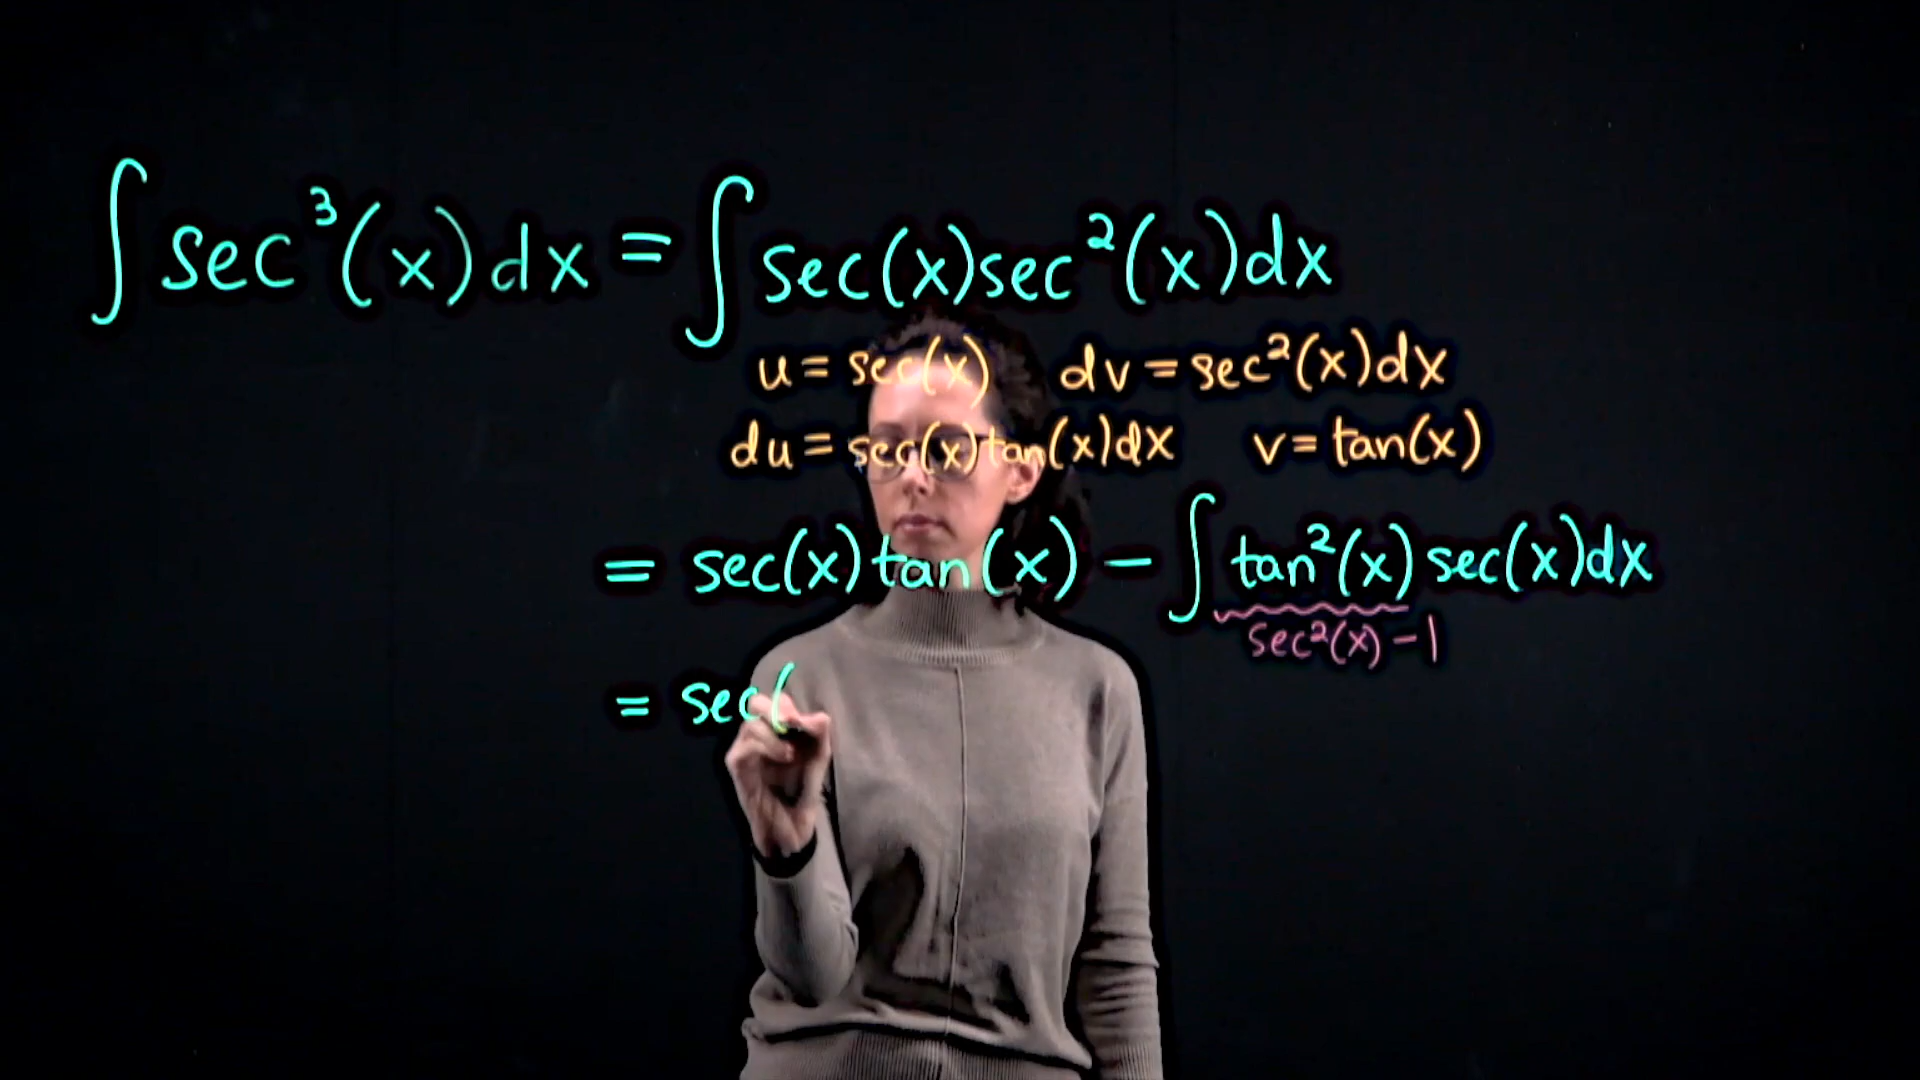 ∫sec³(x)dx = ∫sec(x)sec²(x)dx
u = sec(x) dv = sec²(x)dx
du = sec(x)tan(x)dx v = tan(x)
= sec(x)tan(x) − ∫tan²(x)sec(x)dx
sec²(x) − 1
= sec(